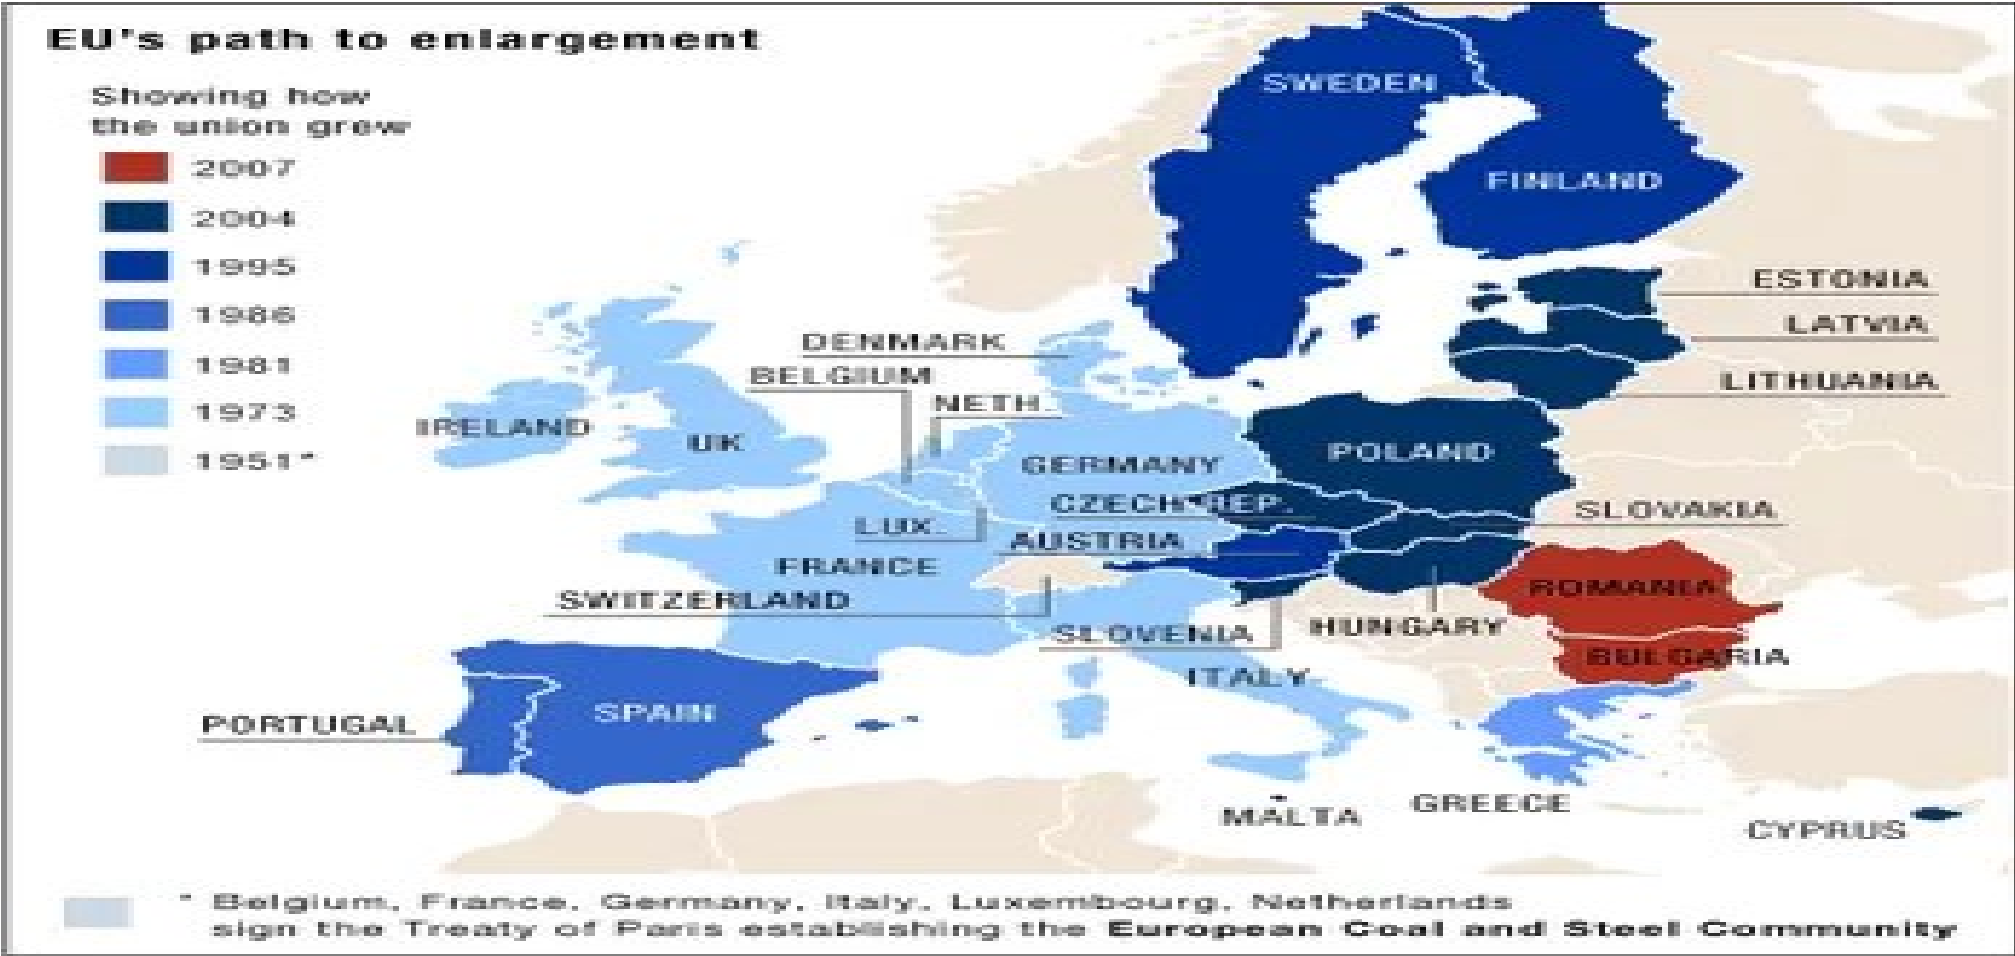 EU's path to enlargement
Showing how
the union grew
2007
2004
1995
1986
1981
1973
1951*
SWEDEN
FINLAND
ESTONIA
LATVIA
LITHUANIA
DENMARK
BELGIUM
NETH.
IRELAND
UK
GERMANY
POLAND
CZECH REP.
SLOVAKIA
LUX.
AUSTRIA
FRANCE
SWITZERLAND
ROMANIA
SLOVENIA
HUNGARY
BULGARIA
ITALY
PORTUGAL
SPAIN
MALTA
GREECE
CYPRUS
* Belgium, France, Germany, Italy, Luxembourg, Netherlands
sign the Treaty of Paris establishing the European Coal and Steel Community